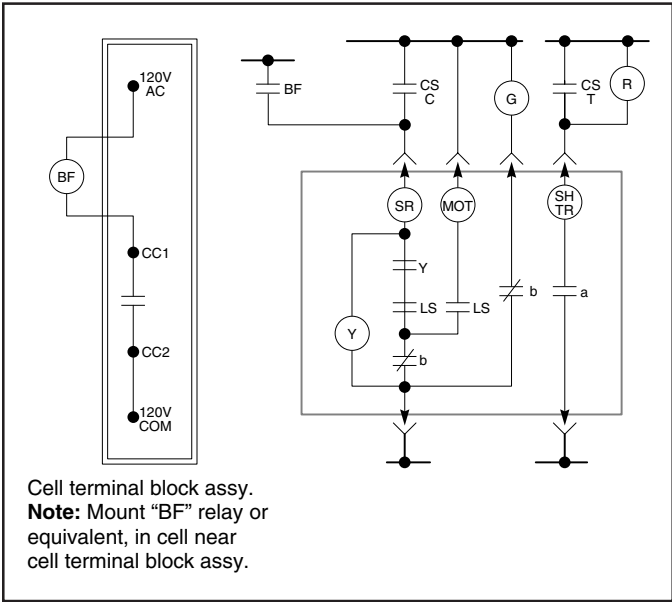 120V
AC
BF
CC1
CC2
120V
COM
BF
CS
C
G
CS
T
R
SR
MOT
SH
TR
Y
LS
LS
b
a
Y
b
Cell terminal block assy.
Note: Mount “BF” relay or
equivalent, in cell near
cell terminal block assy.